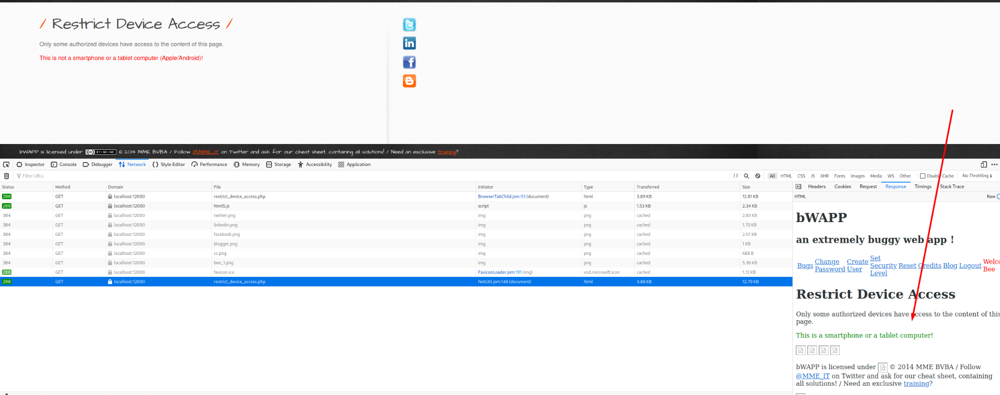 / Restrict Device Access /
Only some authorized devices have access to the content of this page.
This is not a smartphone or a tablet computer (Apple/Android)!
bWAPP is licensed under (cc) BY-NC-ND © 2014 MME BVBA / Follow @MME_IT on Twitter and ask for our cheat sheet, containing all solutions! / Need an exclusive training?
Inspector Console Debugger Network Style Editor Performance Memory Storage Accessibility Application
Filter URLs All HTML CSS JS XHR Fonts Images Media WS Other Disable Cache No Throttling
Status Method Domain File Initiator Type Transferred Size
200 GET localhost:12000 restrict_device_access.php BrowserTabChild.jsm:93 (document) html 3.89 KB 12.81 KB
200 GET localhost:12000 html5.js script js 1.53 KB 2.34 KB
304 GET localhost:12000 twitter.png img png cached 2.83 KB
304 GET localhost:12000 linkedin.png img png cached 1.70 KB
304 GET localhost:12000 facebook.png img png cached 2.57 KB
304 GET localhost:12000 blogger.png img png cached 1 KB
304 GET localhost:12000 cc.png img png cached 688 B
304 GET localhost:12000 bee_1.png img png cached 5.36 KB
200 GET localhost:12000 favicon.ico FaviconLoader.jsm:191 (img) vnd.microsoft.icon cached 1.12 KB
200 GET localhost:12000 restrict_device_access.php NetUtil.jsm:148 (document) html 3.88 KB 12.79 KB
Headers Cookies Request Response Timings Stack Trace
HTML Raw
bWAPP
an extremely buggy web app !
Bugs Change Password Create User Set Security Level Reset Credits Blog Logout Welco Bee
Restrict Device Access
Only some authorized devices have access to the content of this
page.
This is a smartphone or a tablet computer!
bWAPP is licensed under © 2014 MME BVBA / Follow
@MME_IT on Twitter and ask for our cheat sheet, containing
all solutions! / Need an exclusive training?